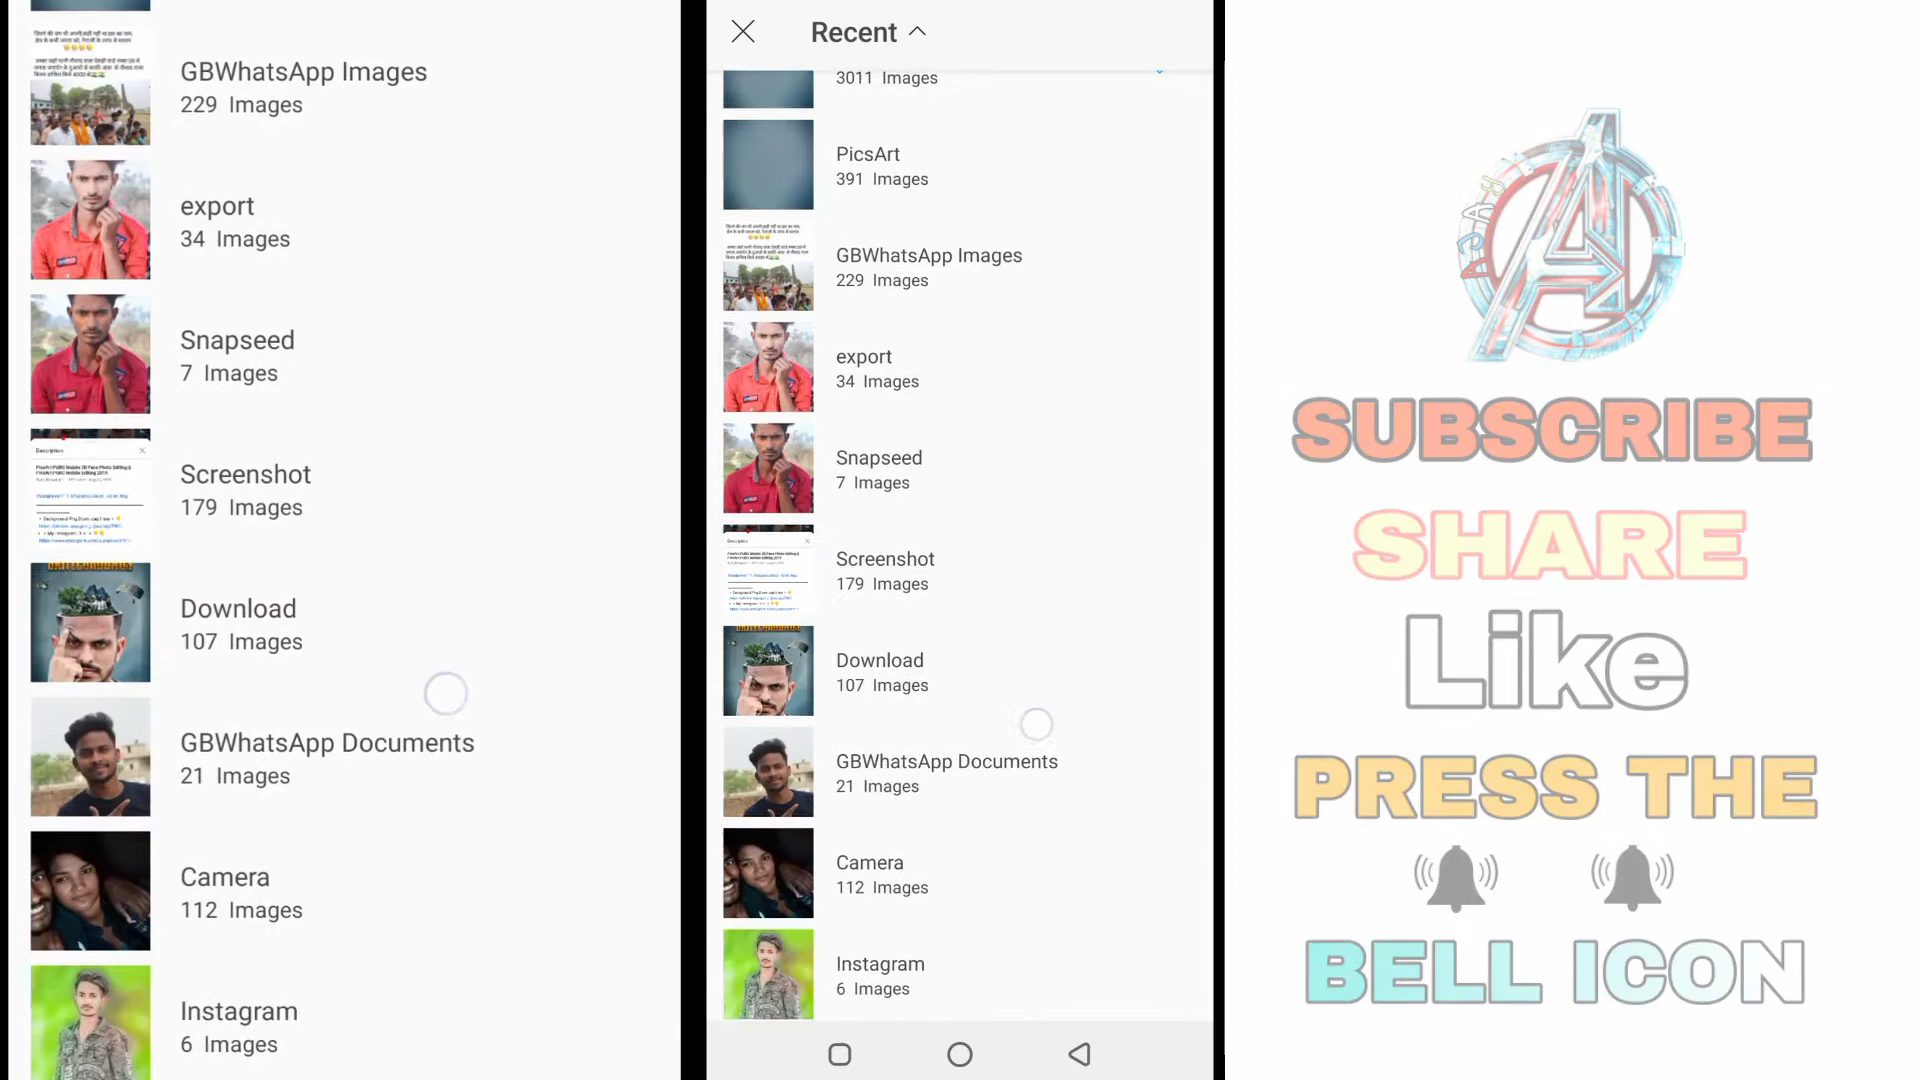 GBWhatsApp Images
229 Images
export
34 Images
Snapseed
7 Images
Description
Screenshot
179 Images
Download
107 Images
GBWhatsApp Documents
21 Images
Camera
112 Images
Instagram
6 Images
Recent
3011 Images
PicsArt
391 Images
GBWhatsApp Images
229 Images
export
34 Images
Snapseed
7 Images
Description
Screenshot
179 Images
Download
107 Images
GBWhatsApp Documents
21 Images
Camera
112 Images
Instagram
6 Images
SUBSCRIBE
SHARE
Like
PRESS THE
BELL ICON